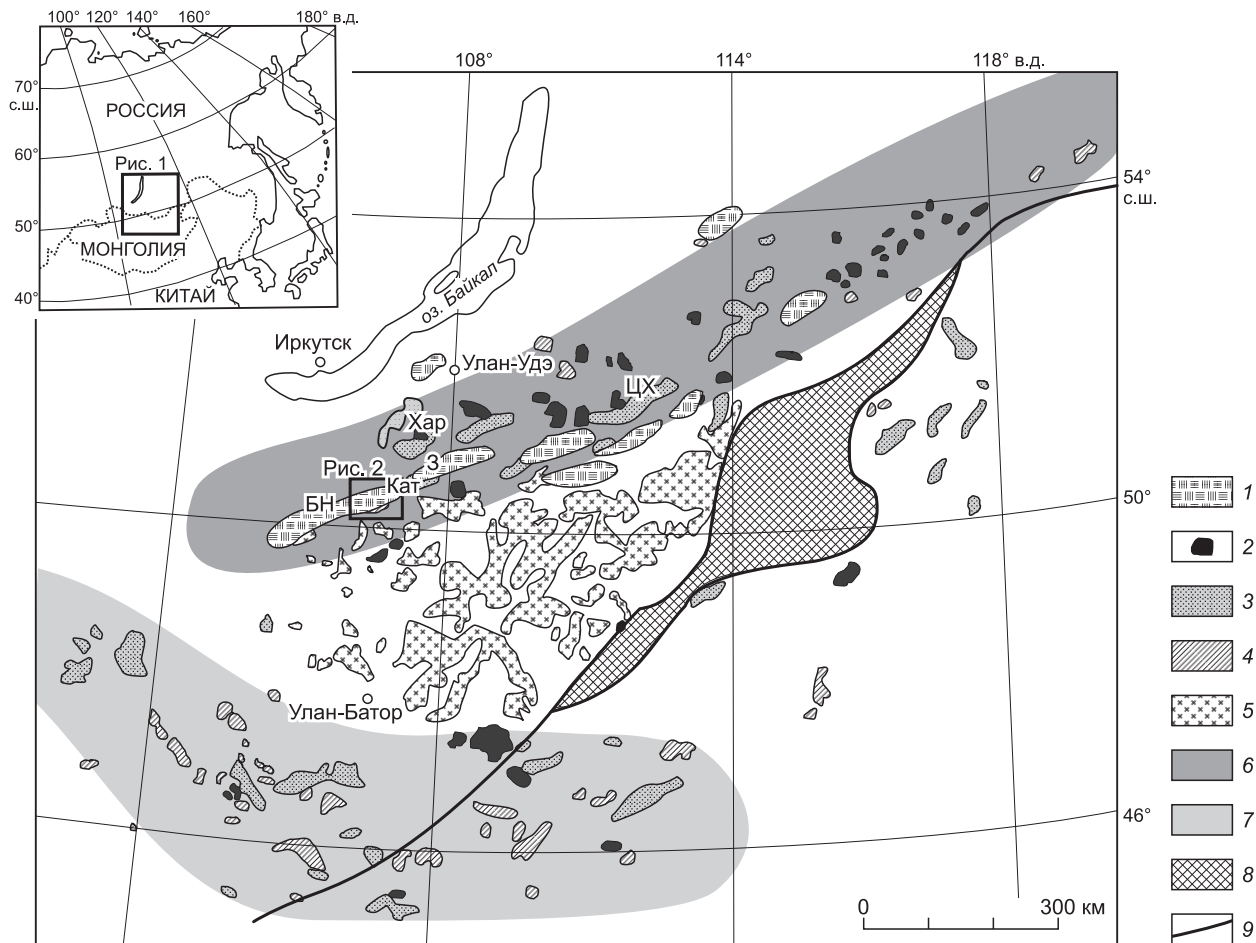 100° 120° 140° 160° 180° в.д.
70°
с.ш.
РОССИЯ
60°
Рис. 1
50°
МОНГОЛИЯ
40°
КИТАЙ
108° 114° 118° в.д.
54°
с.ш.
оз. Байкал
Иркутск
Улан-Удэ
ЦХ
Хар
З
Рис. 2
Кат
БН
50°
Улан-Батор
46°
0 300 км
1
2
3
4
5
6
7
8
9